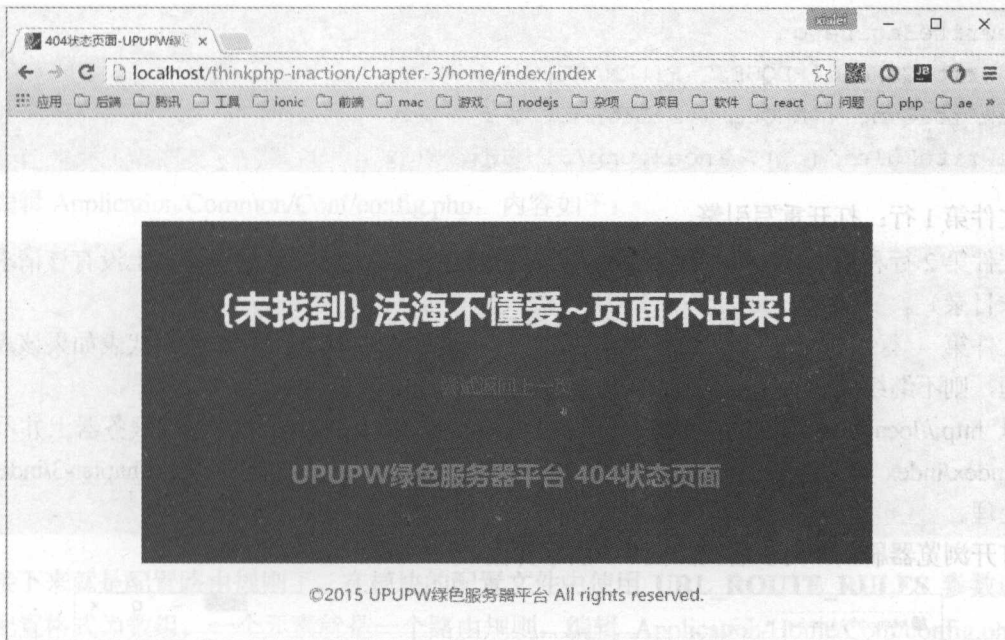 xialei
404状态页面-UPUPW绿
localhost/thinkphp-inaction/chapter-3/home/index/index
应用 后端 腾讯 工具 ionic 前端 mac 游戏 nodejs 杂项 项目 软件 react 问题 php ae »
{未找到} 法海不懂爱~页面不出来!
UPUPW绿色服务器平台 404状态页面
©2015 UPUPW绿色服务器平台 All rights reserved.